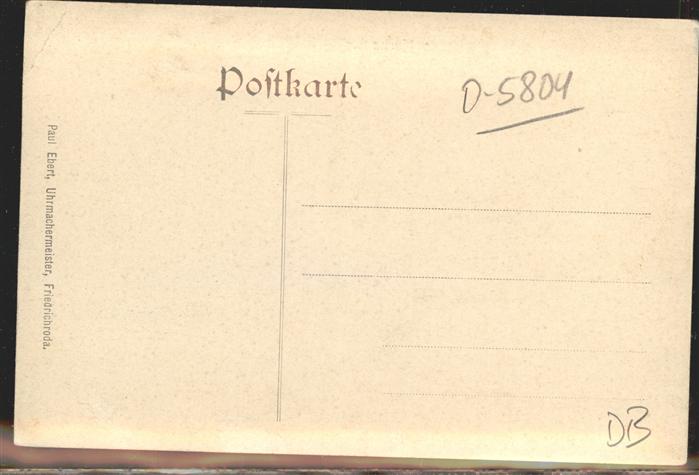 Poſtkarte
D-5804
Paul Ebert, Uhrmachermeister, Friedrichroda.
DB